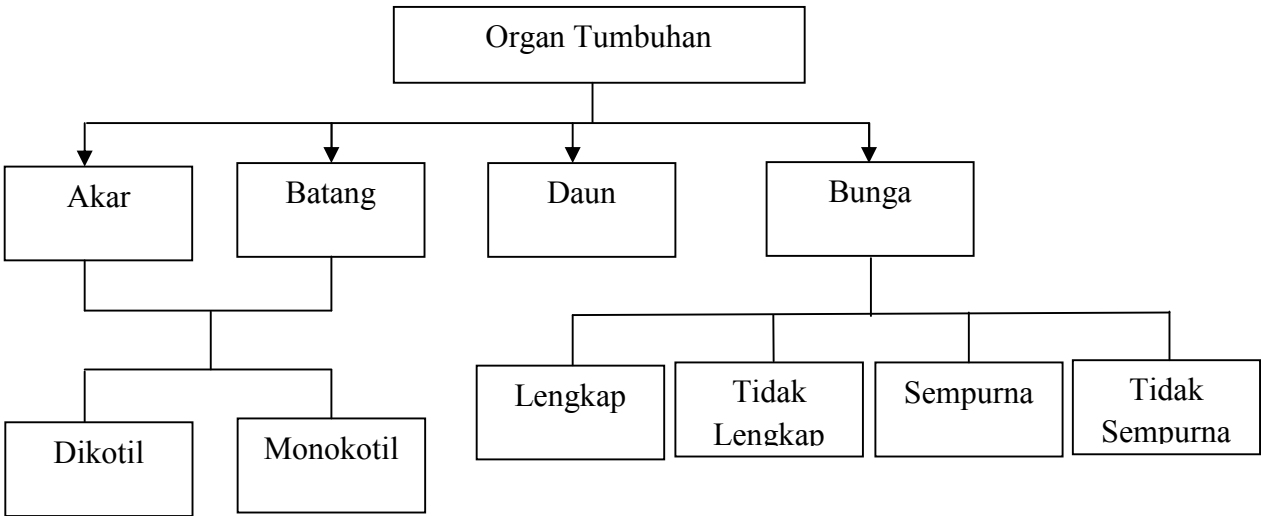 Organ Tumbuhan
Akar
Batang
Daun
Bunga
Lengkap
Tidak
Lengkap
Sempurna
Tidak
Sempurna
Dikotil
Monokotil